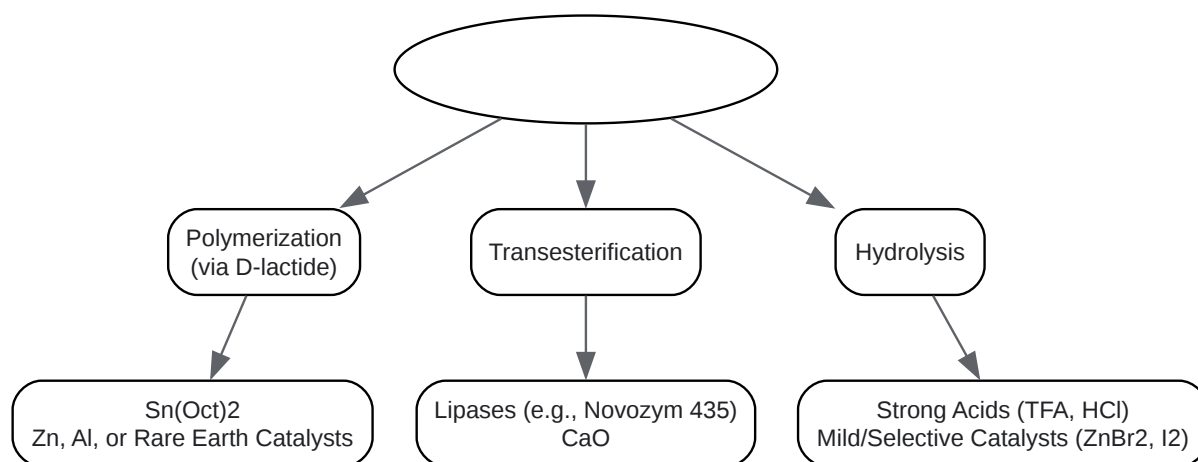 Polymerization
(via D-lactide)
Transesterification
Hydrolysis
Sn(Oct)2
Zn, Al, or Rare Earth Catalysts
Lipases (e.g., Novozym 435)
CaO
Strong Acids (TFA, HCl)
Mild/Selective Catalysts (ZnBr2, I2)